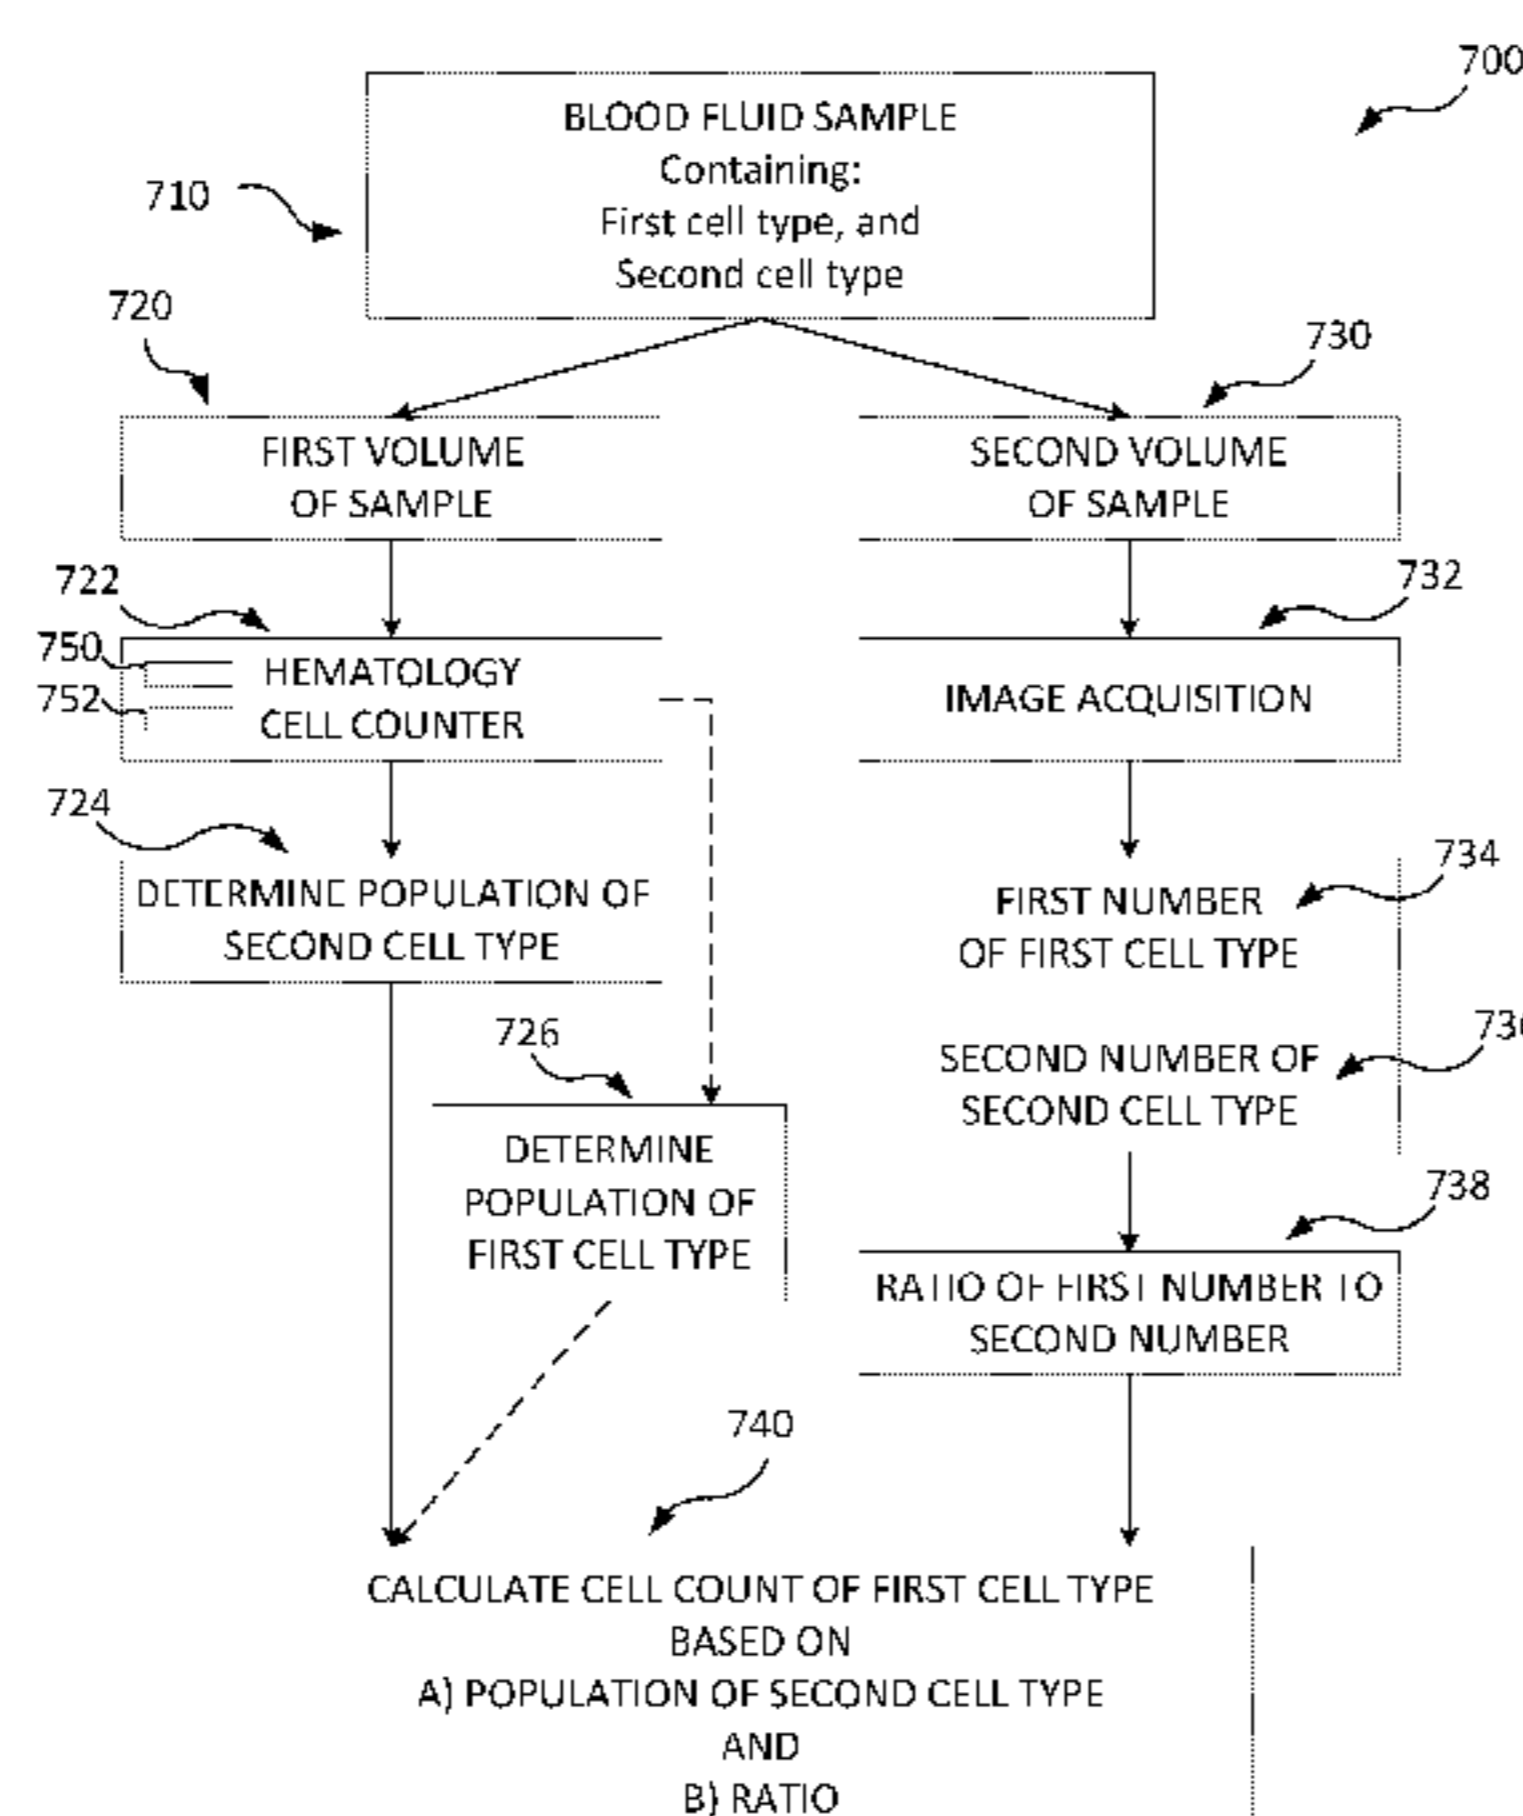 700
BLOOD FLUID SAMPLE
Containing:
First cell type, and
Second cell type
710
720
730
FIRST VOLUME
OF SAMPLE
SECOND VOLUME
OF SAMPLE
722
732
750
752
HEMATOLOGY
CELL COUNTER
IMAGE ACQUISITION
724
734
DETERMINE POPULATION OF
SECOND CELL TYPE
FIRST NUMBER
OF FIRST CELL TYPE
726
SECOND NUMBER OF
SECOND CELL TYPE
DETERMINE
POPULATION OF
FIRST CELL TYPE
738
RATIO OF FIRST NUMBER TO
SECOND NUMBER
740
CALCULATE CELL COUNT OF FIRST CELL TYPE
BASED ON
A) POPULATION OF SECOND CELL TYPE
AND
B) RATIO